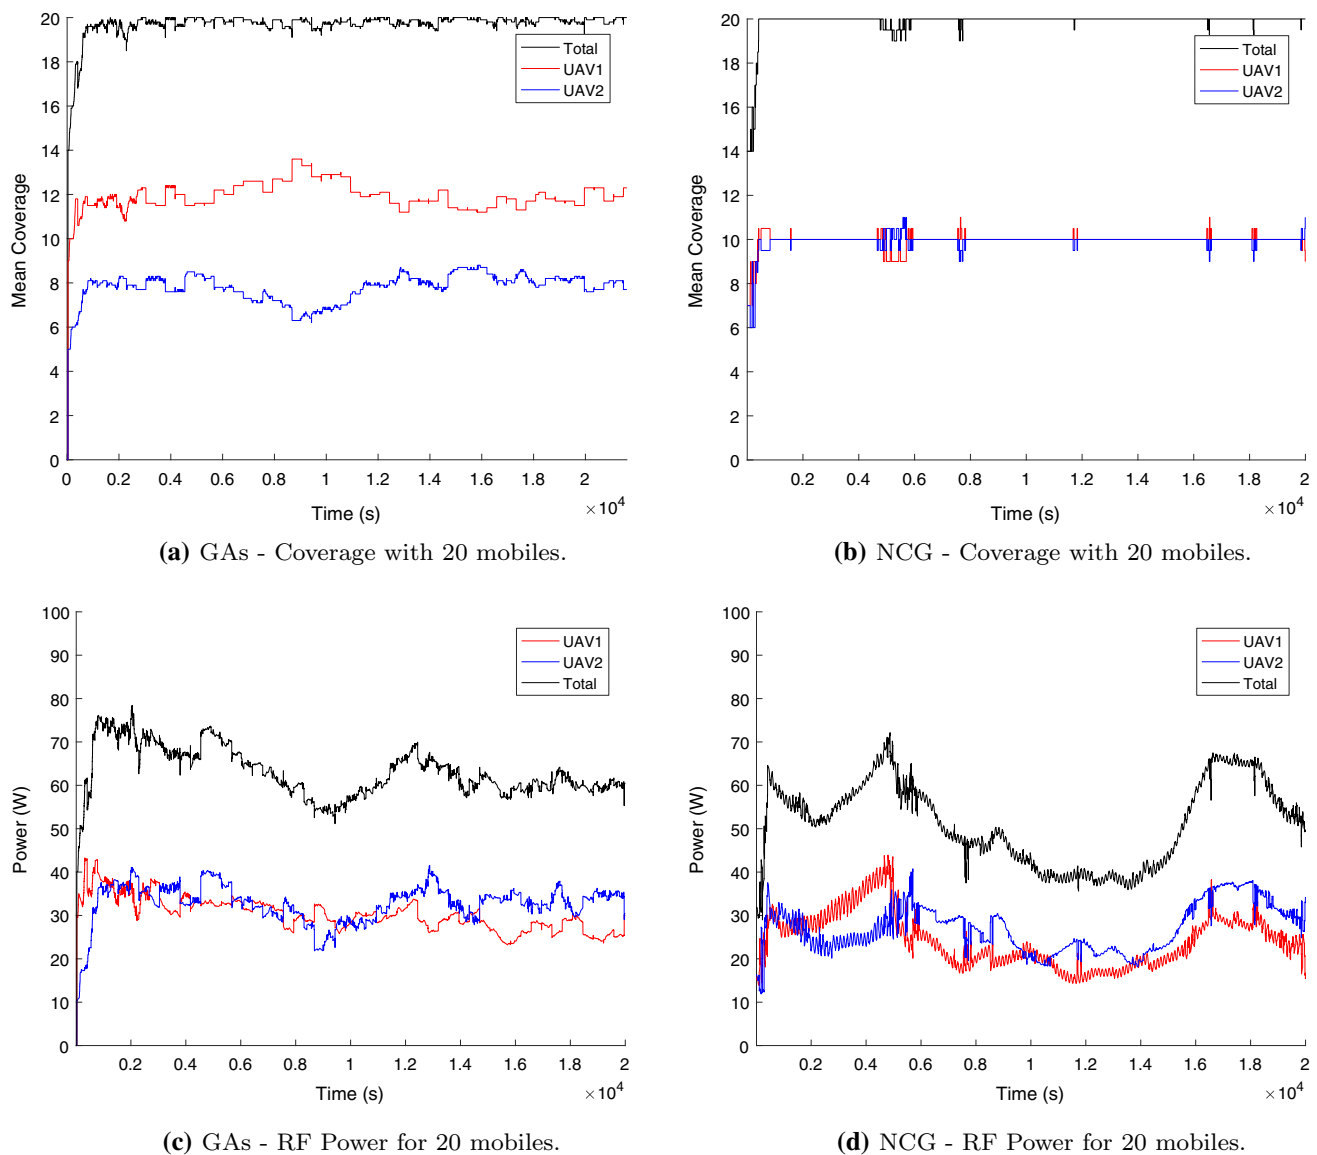 20
18
16
14
12
10
8
6
4
2
0
Mean Coverage
Total
UAV1
UAV2
0 0.2 0.4 0.6 0.8 1 1.2 1.4 1.6 1.8 2
×10^4
Time (s)
(a) GAs - Coverage with 20 mobiles.
20
18
16
14
12
10
8
6
4
2
0
Mean Coverage
Total
UAV1
UAV2
0.2 0.4 0.6 0.8 1 1.2 1.4 1.6 1.8 2
×10^4
Time (s)
(b) NCG - Coverage with 20 mobiles.
100
90
80
70
60
50
40
30
20
10
0
Power (W)
UAV1
UAV2
Total
0.2 0.4 0.6 0.8 1 1.2 1.4 1.6 1.8 2
×10^4
Time (s)
(c) GAs - RF Power for 20 mobiles.
100
90
80
70
60
50
40
30
20
10
0
Power (W)
UAV1
UAV2
Total
0.2 0.4 0.6 0.8 1 1.2 1.4 1.6 1.8 2
×10^4
Time (s)
(d) NCG - RF Power for 20 mobiles.